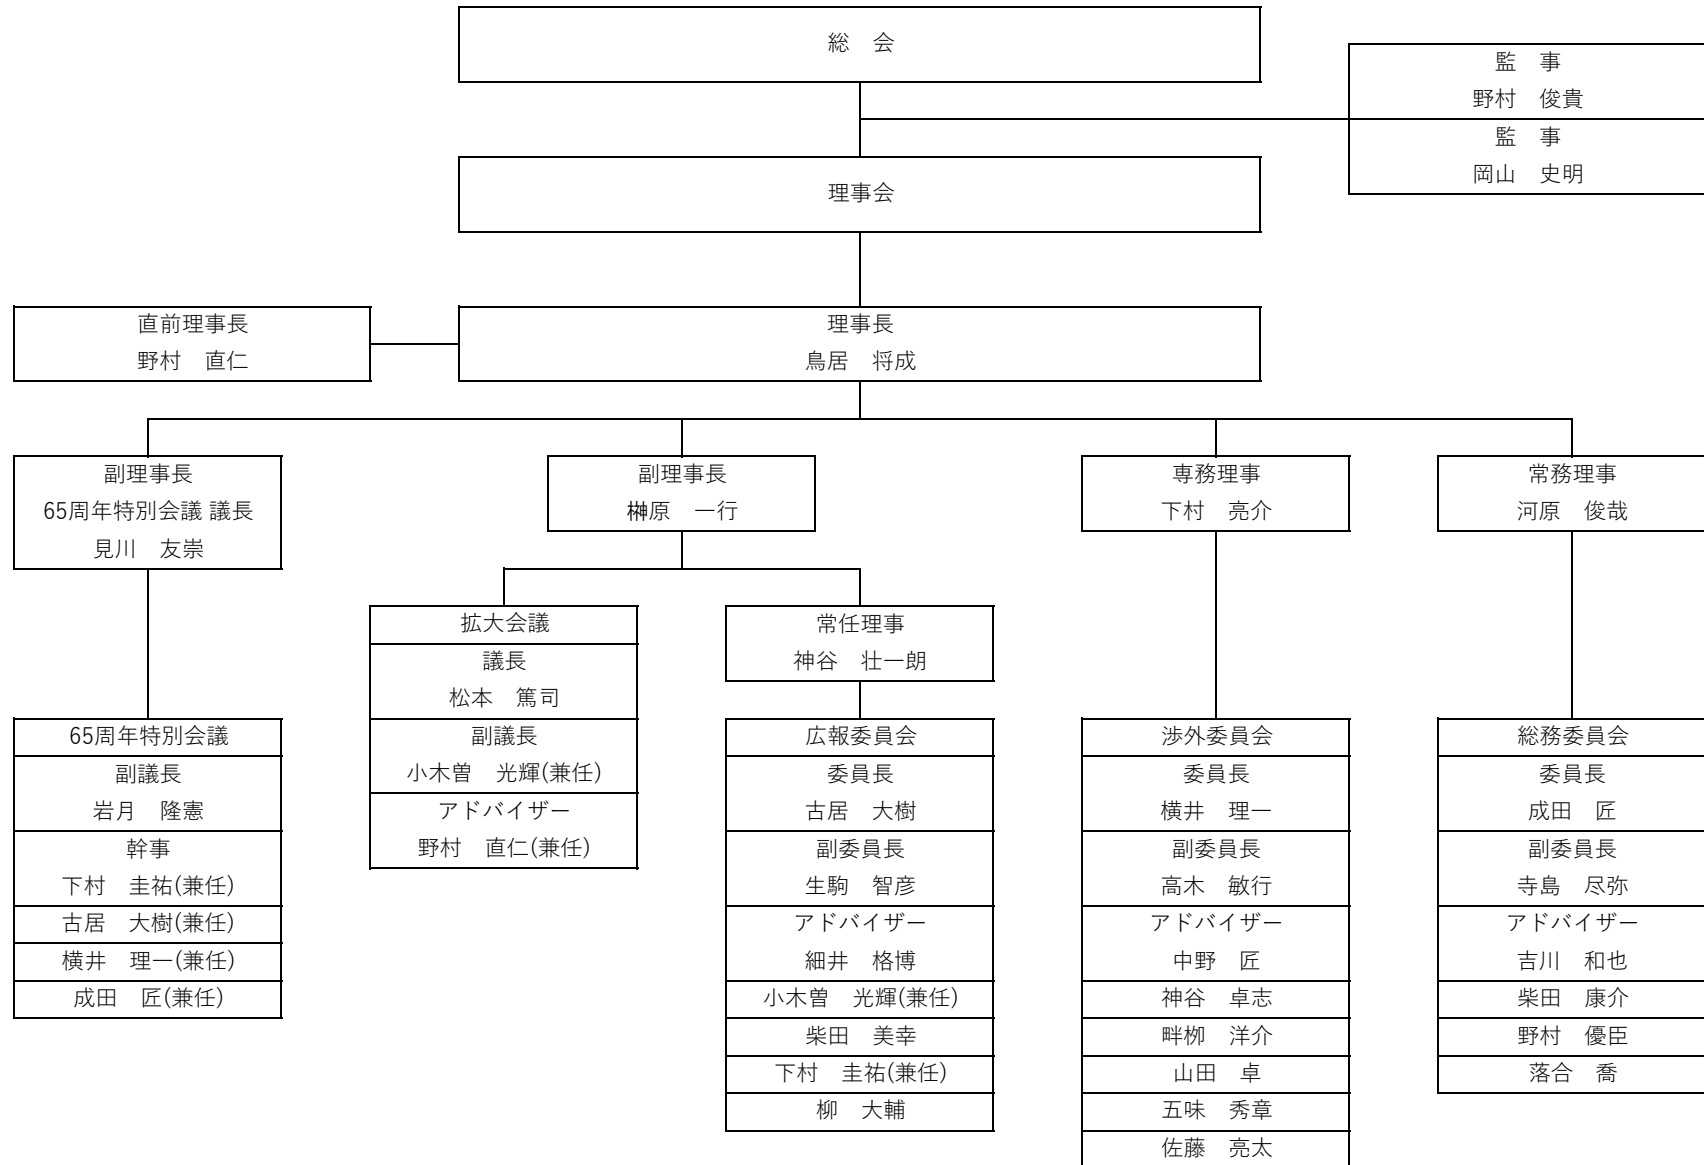 総　会
監　事
野村　俊貴
監　事
岡山　史明
理事会
直前理事長
野村　直仁
理事長
鳥居　将成
副理事長
65周年特別会議 議長
見川　友崇
副理事長
榊原　一行
専務理事
下村　亮介
常務理事
河原　俊哉
拡大会議
議長
松本　篤司
副議長
小木曽　光輝(兼任)
アドバイザー
野村　直仁(兼任)
常任理事
神谷　壮一朗
65周年特別会議
副議長
岩月　隆憲
幹事
下村　圭祐(兼任)
古居　大樹(兼任)
横井　理一(兼任)
成田　匠(兼任)
広報委員会
委員長
古居　大樹
副委員長
生駒　智彦
アドバイザー
細井　格博
小木曽　光輝(兼任)
柴田　美幸
下村　圭祐(兼任)
柳　大輔
渉外委員会
委員長
横井　理一
副委員長
高木　敏行
アドバイザー
中野　匠
神谷　卓志
畔栁　洋介
山田　卓
五味　秀章
佐藤　亮太
総務委員会
委員長
成田　匠
副委員長
寺島　尽弥
アドバイザー
吉川　和也
柴田　康介
野村　優臣
落合　喬